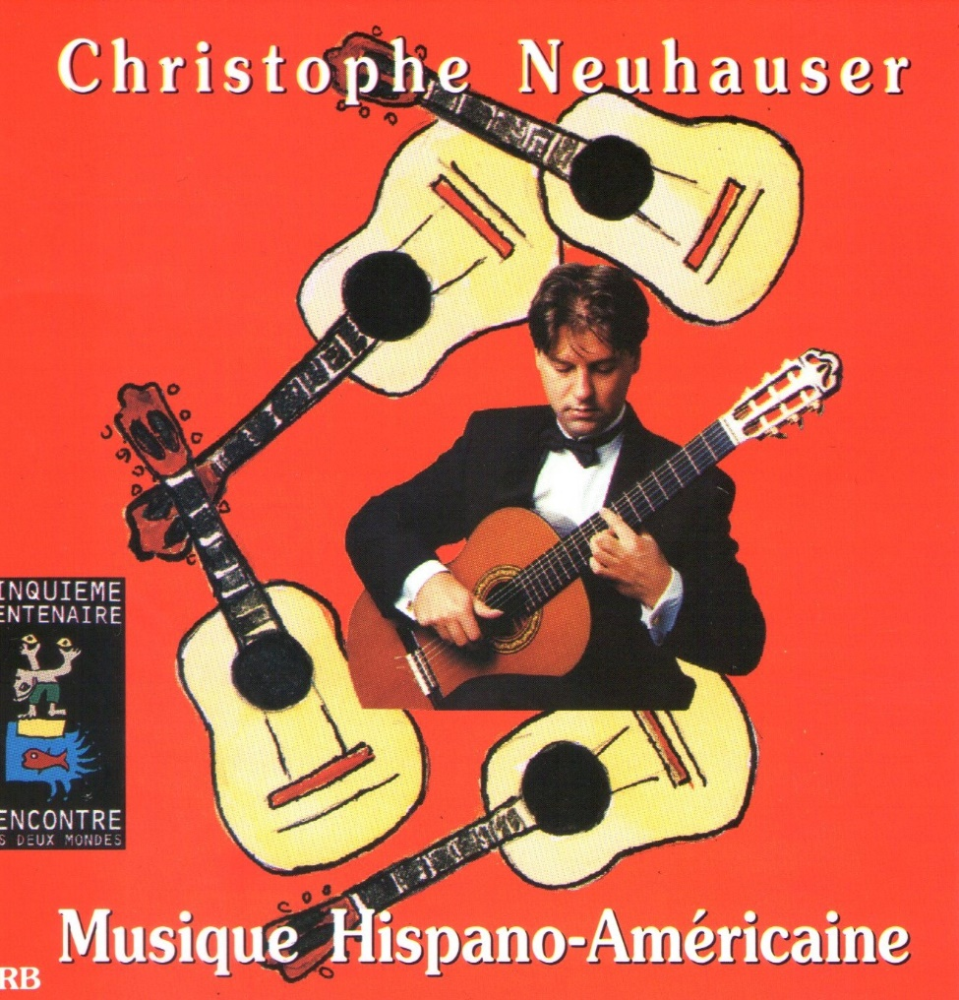 Christophe Neuhauser
INQUIEME
ENTENAIRE
ENCONTRE
S DEUX MONDES
Musique Hispano-Américaine
RB